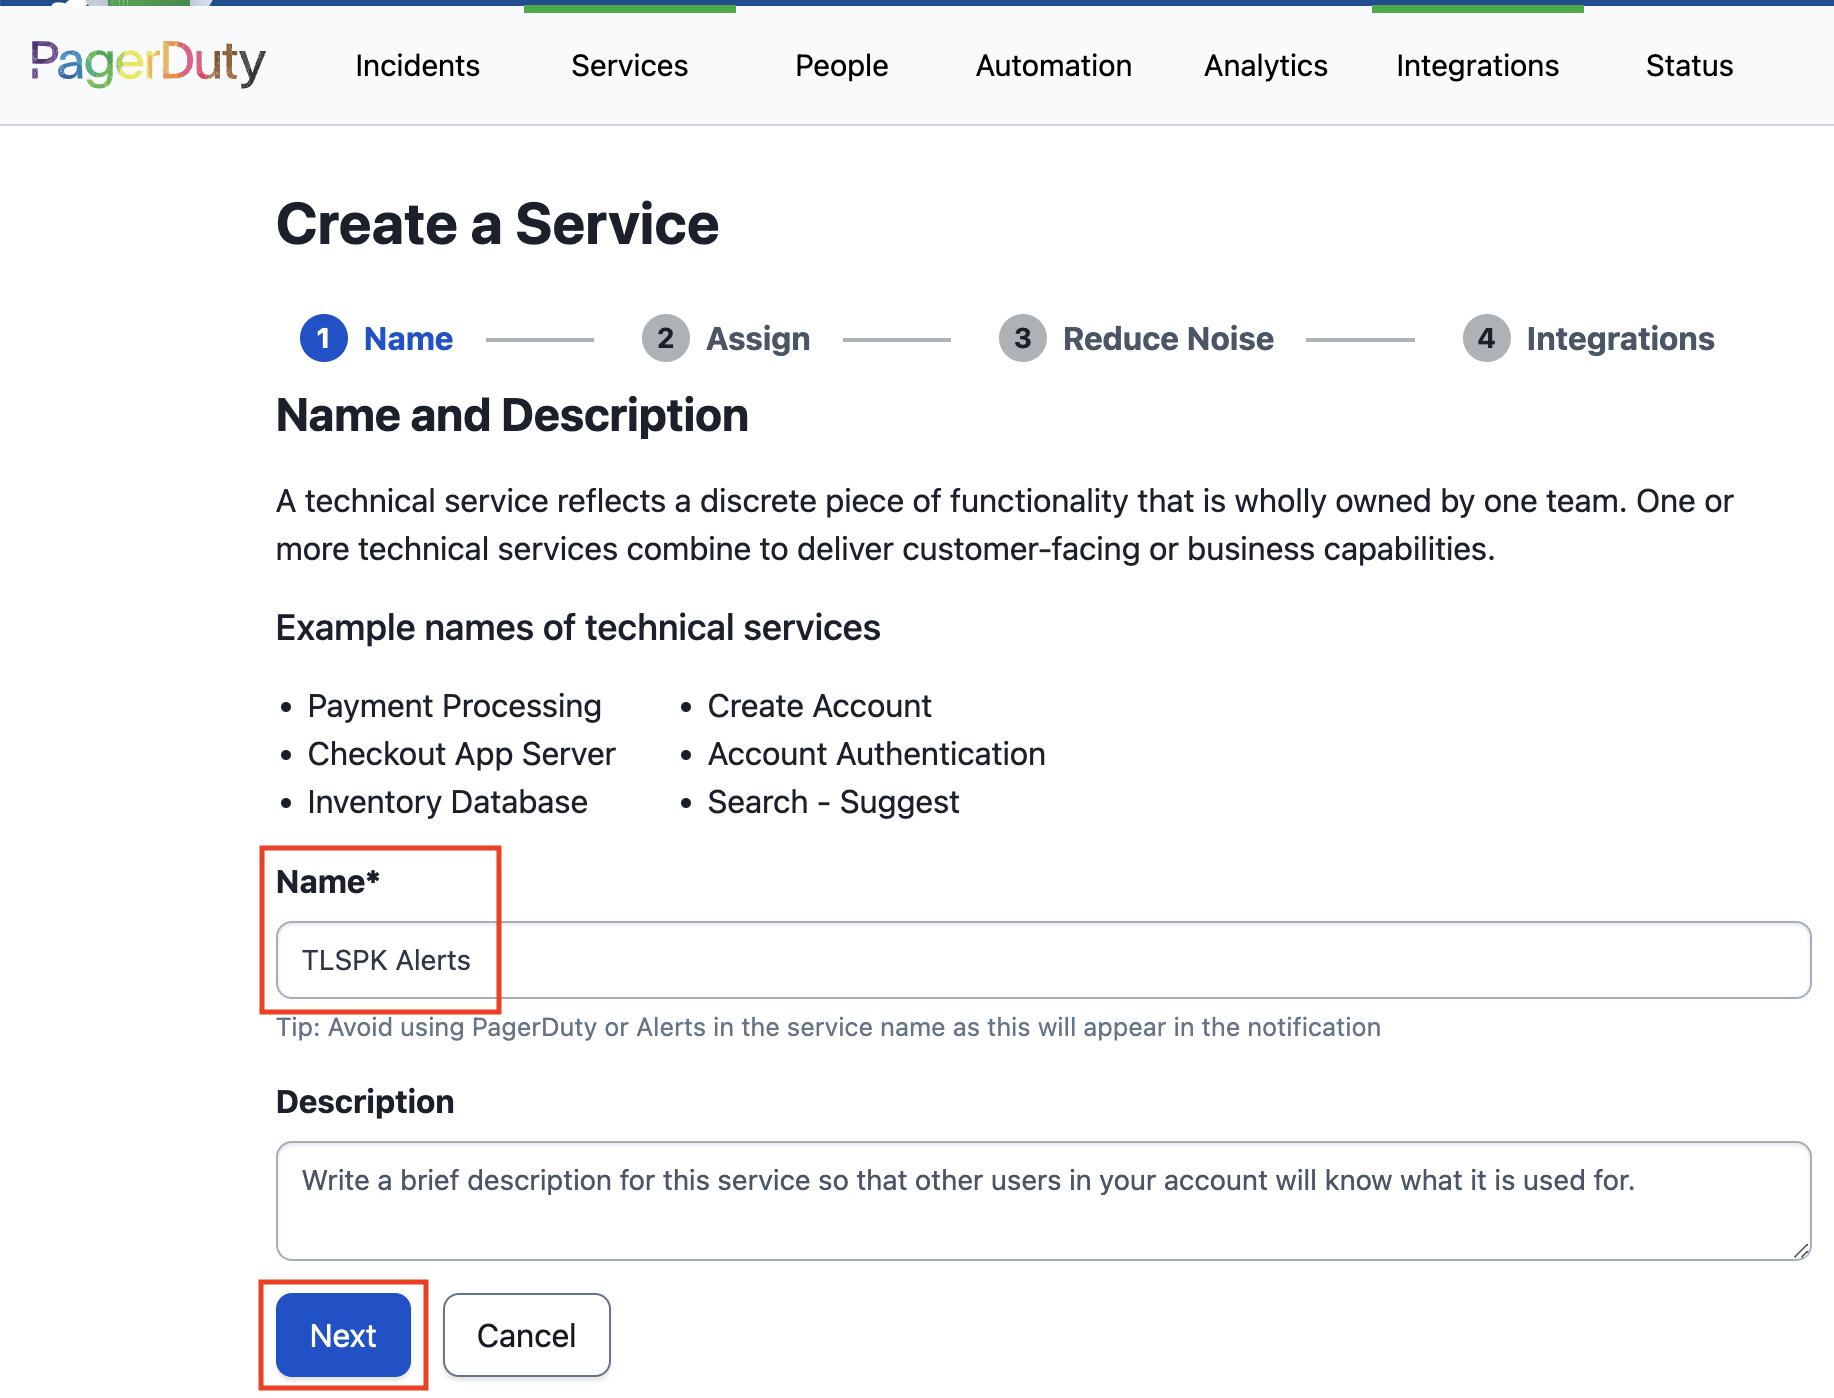 PagerDuty Incidents Services People Automation Analytics Integrations Status
Create a Service
1 Name 2 Assign 3 Reduce Noise 4 Integrations
Name and Description
A technical service reflects a discrete piece of functionality that is wholly owned by one team. One or
more technical services combine to deliver customer-facing or business capabilities.
Example names of technical services
• Payment Processing
• Checkout App Server
• Inventory Database
• Create Account
• Account Authentication
• Search - Suggest
Name*
TLSPK Alerts
Tip: Avoid using PagerDuty or Alerts in the service name as this will appear in the notification
Description
Write a brief description for this service so that other users in your account will know what it is used for.
Next Cancel